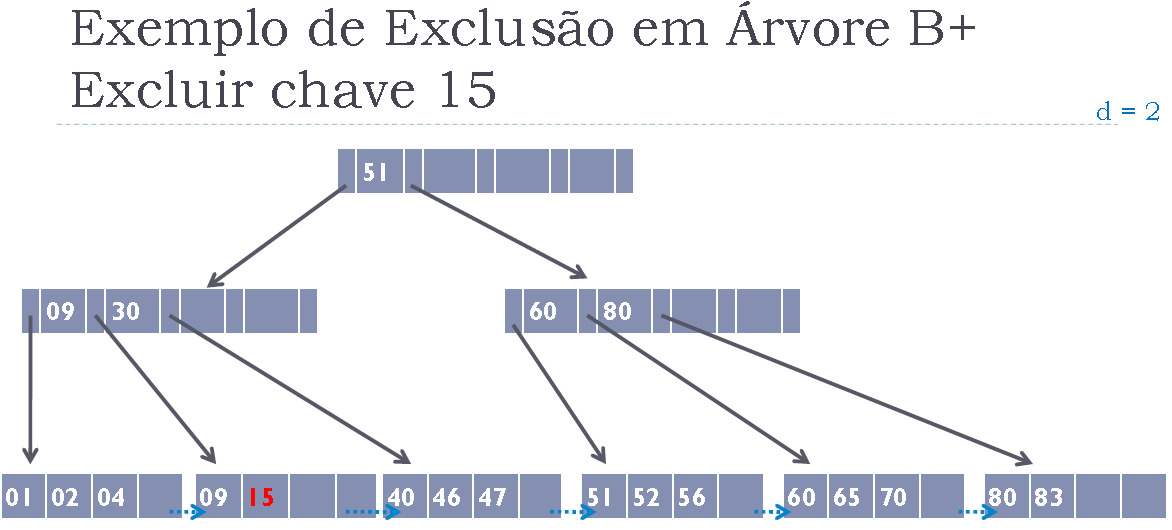 Exemplo de Exclusão em Árvore B+
Excluir chave 15
d = 2
51
09 30
60 80
01 02 04
09 15
40 46 47
51 52 56
60 65 70
80 83